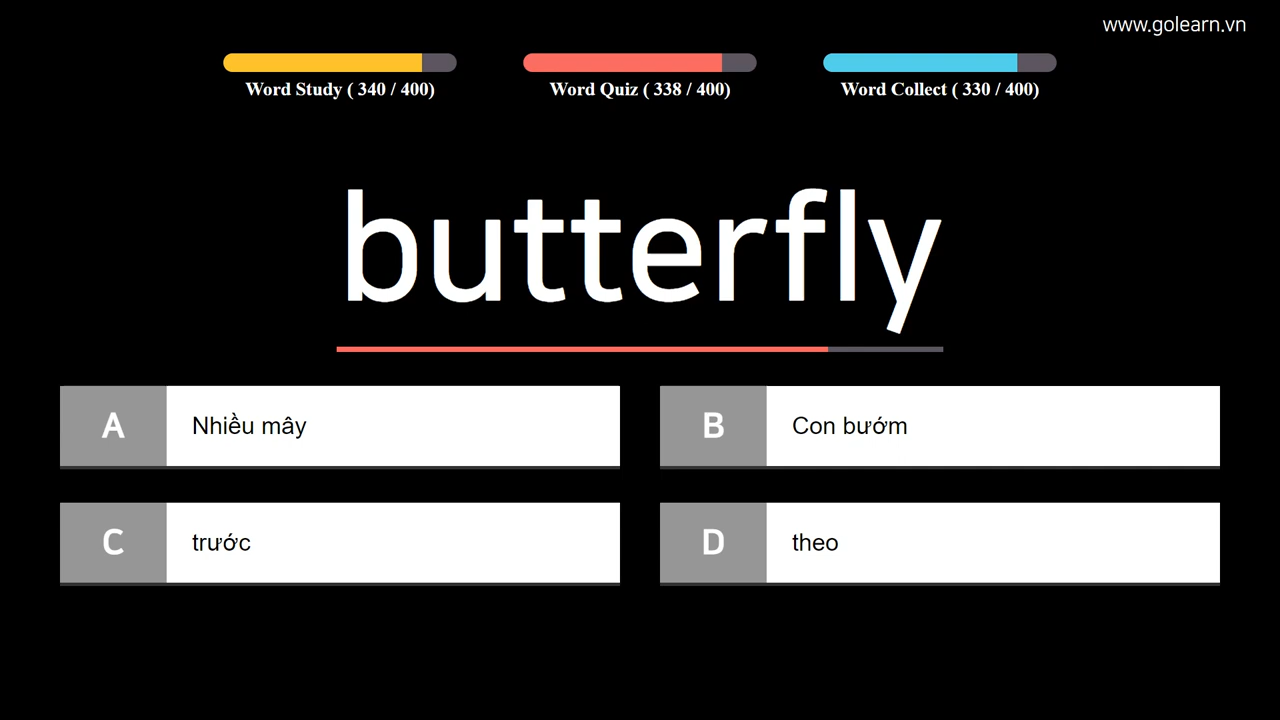 www.golearn.vn
Word Study ( 340 / 400)
Word Quiz ( 338 / 400)
Word Collect ( 330 / 400)
butterfly
A Nhiều mây
B Con bướm
C trước
D theo